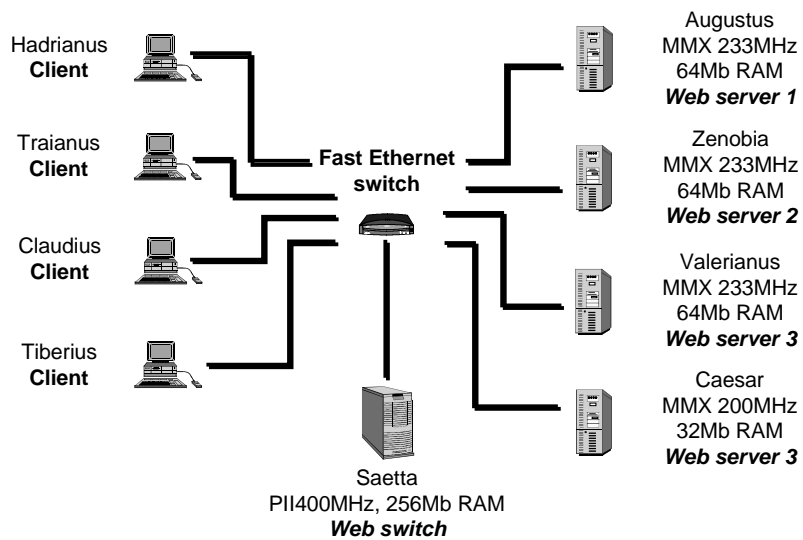 Hadrianus
Client
Traianus
Client
Claudius
Client
Tiberius
Client
Fast Ethernet
switch
Saetta
PII400MHz, 256Mb RAM
Web switch
Augustus
MMX 233MHz
64Mb RAM
Web server 1
Zenobia
MMX 233MHz
64Mb RAM
Web server 2
Valerianus
MMX 233MHz
64Mb RAM
Web server 3
Caesar
MMX 200MHz
32Mb RAM
Web server 3